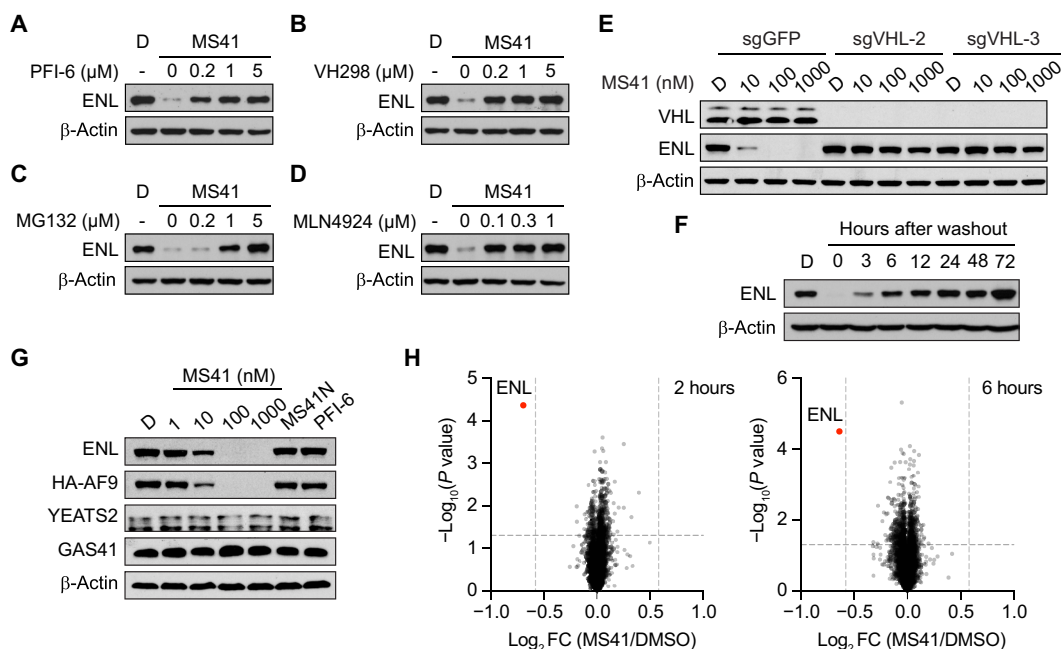 A
D MS41
PFI-6 (µM) - 0 0.2 1 5
ENL
β-Actin
B
D MS41
VH298 (µM) - 0 0.2 1 5
ENL
β-Actin
C
D MS41
MG132 (µM) - 0 0.2 1 5
ENL
β-Actin
D
D MS41
MLN4924 (µM) - 0 0.1 0.3 1
ENL
β-Actin
E
sgGFP sgVHL-2 sgVHL-3
MS41 (nM) D 10 100 1000 D 10 100 1000 D 10 100 1000
VHL
ENL
β-Actin
F
Hours after washout
D 0 3 6 12 24 48 72
ENL
β-Actin
G
MS41 (nM)
D 1 10 100 1000 MS41N PFI-6
ENL
HA-AF9
YEATS2
GAS41
β-Actin
H
2 hours
ENL
−Log10(P value)
5
4
3
2
1
0
−1.0 −0.5 0.0 0.5 1.0
Log2 FC (MS41/DMSO)
6 hours
ENL
6
4
2
0
−1.0 −0.5 0.0 0.5 1.0
Log2 FC (MS41/DMSO)